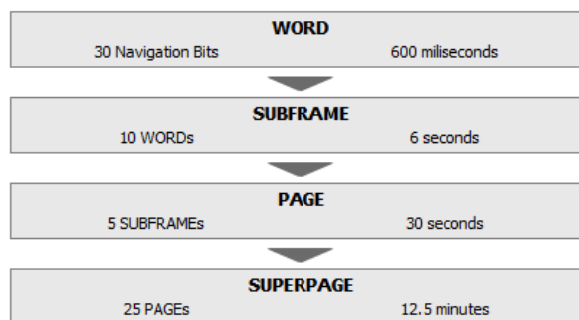 WORD
30 Navigation Bits 600 miliseconds
SUBFRAME
10 WORDs 6 seconds
PAGE
5 SUBFRAMEs 30 seconds
SUPERPAGE
25 PAGEs 12.5 minutes